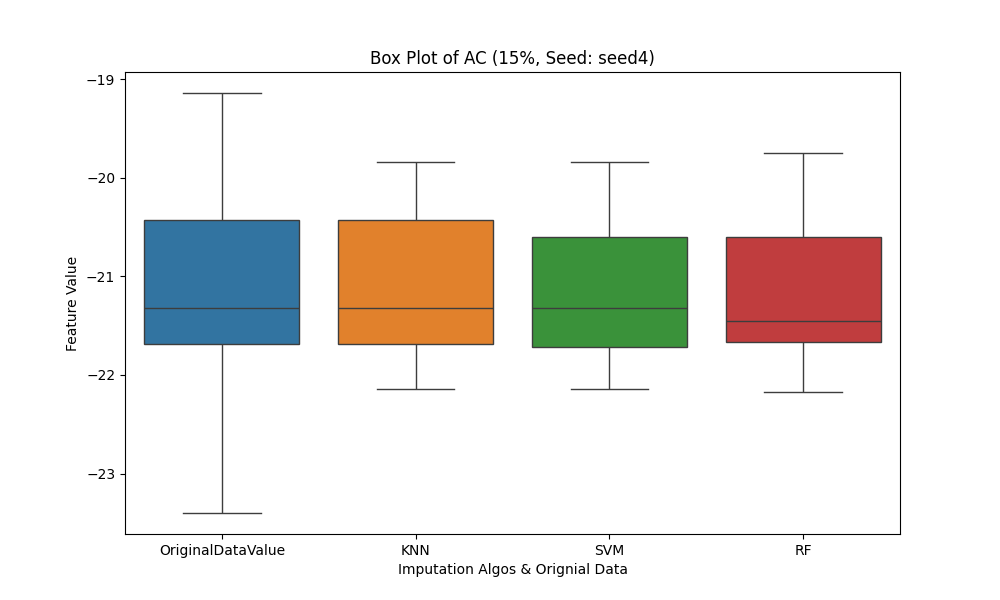 Box Plot of AC (15%, Seed: seed4)
−19
−20
−21
−22
−23
Feature Value
OriginalDataValue KNN SVM RF
Imputation Algos & Orignial Data